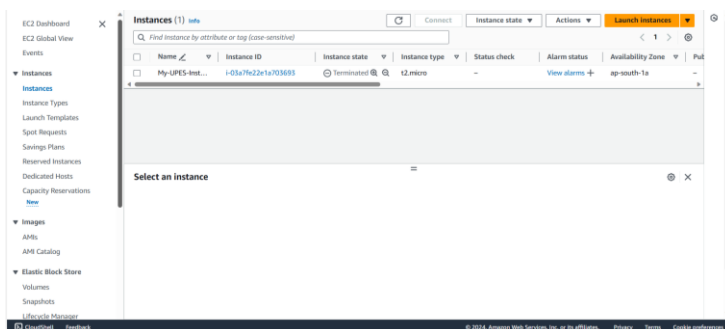 EC2 Dashboard
EC2 Global View
Events
Instances
Instances
Instance Types
Launch Templates
Spot Requests
Savings Plans
Reserved Instances
Dedicated Hosts
Capacity Reservations
New
Images
AMIs
AMI Catalog
Elastic Block Store
Volumes
Snapshots
Lifecycle Manager
Instances (1) Info
Connect Instance state Actions Launch instances
Find Instance by attribute or tag (case-sensitive)
1
Name Instance ID Instance state Instance type Status check Alarm status Availability Zone Pub
My-UPES-Inst... i-03a7fe22e1a703693 Terminated t2.micro – View alarms + ap-south-1a –
Select an instance
CloudShell Feedback © 2024, Amazon Web Services, Inc. or its affiliates. Privacy Terms Cookie preferences